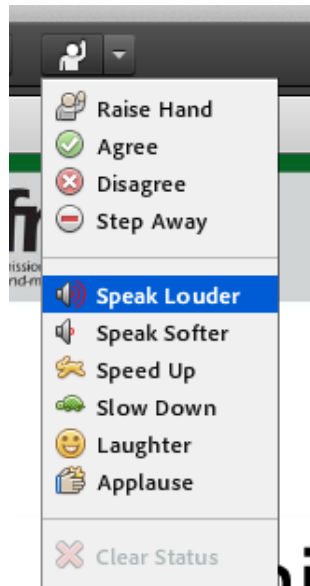 Raise Hand
Agree
Disagree
Step Away
Speak Louder
Speak Softer
Speed Up
Slow Down
Laughter
Applause
Clear Status